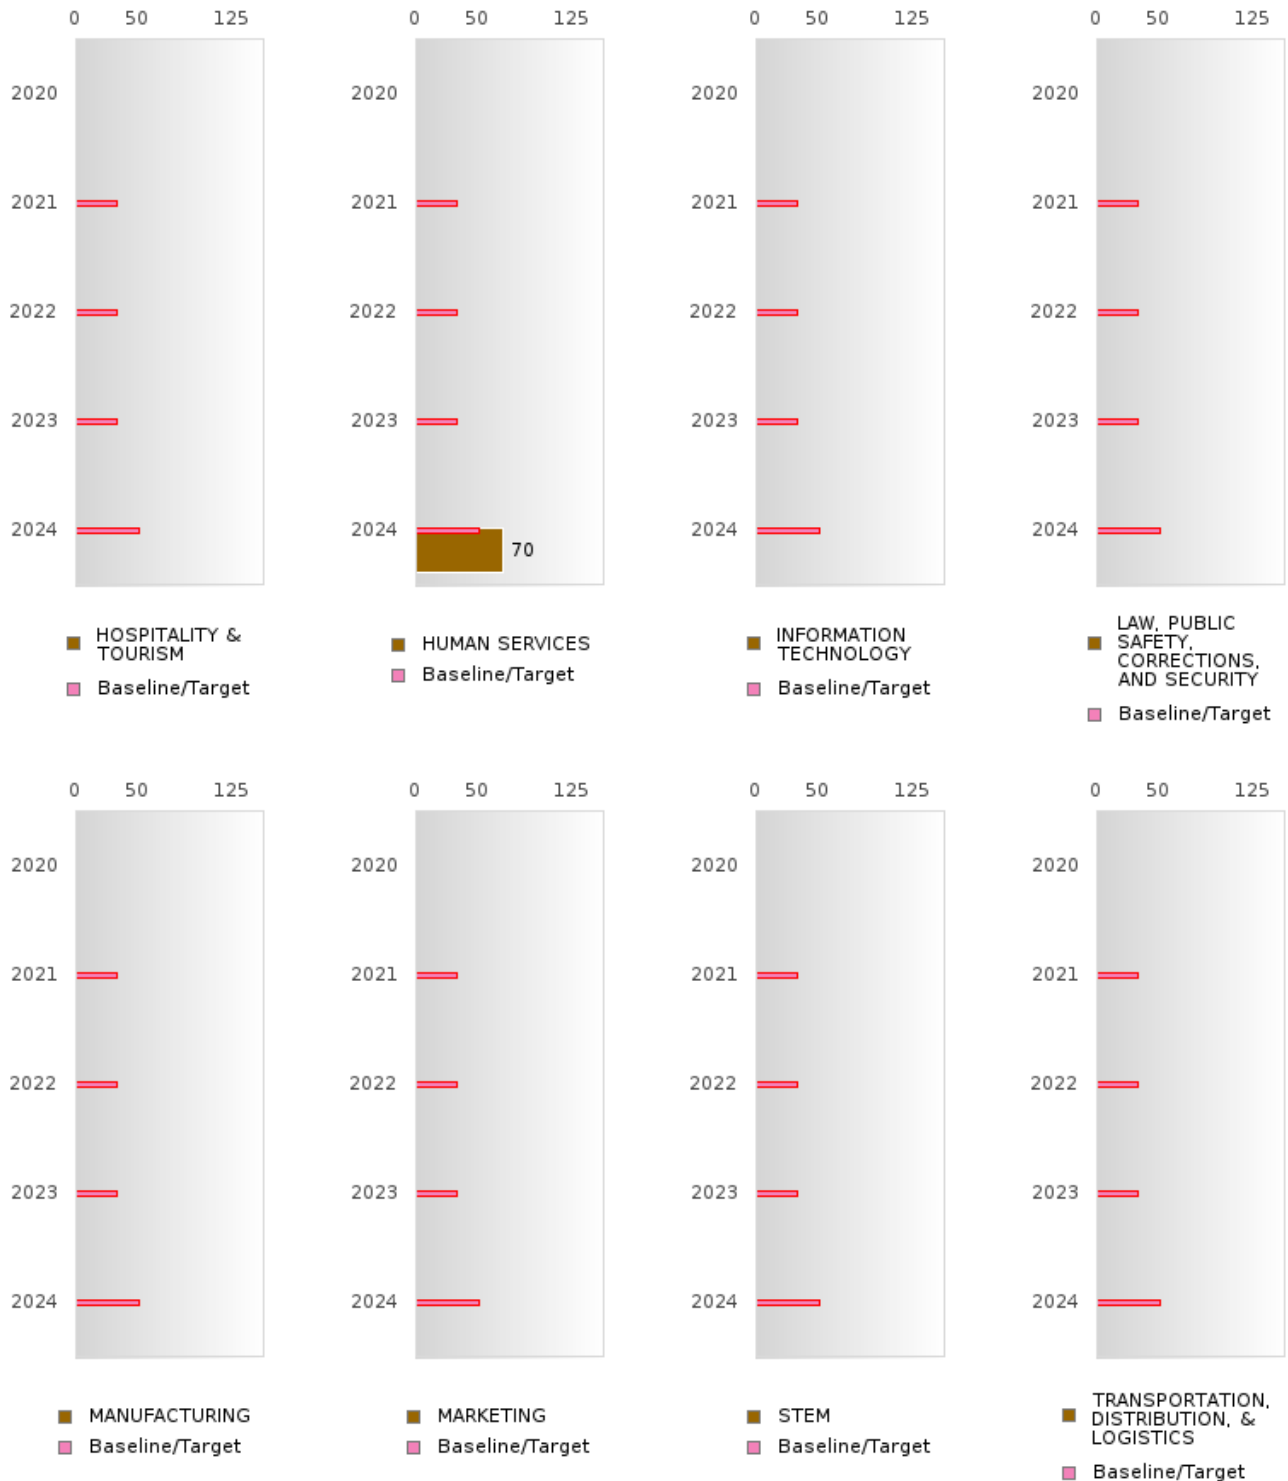 0 50 125
2020
2021
2022
2023
2024
HOSPITALITY &
TOURISM
Baseline/Target
0 50 125
2020
2021
2022
2023
2024
70
HUMAN SERVICES
Baseline/Target
0 50 125
2020
2021
2022
2023
2024
INFORMATION
TECHNOLOGY
Baseline/Target
0 50 125
2020
2021
2022
2023
2024
LAW, PUBLIC
SAFETY,
CORRECTIONS,
AND SECURITY
Baseline/Target
0 50 125
2020
2021
2022
2023
2024
MANUFACTURING
Baseline/Target
0 50 125
2020
2021
2022
2023
2024
MARKETING
Baseline/Target
0 50 125
2020
2021
2022
2023
2024
STEM
Baseline/Target
0 50 125
2020
2021
2022
2023
2024
TRANSPORTATION,
DISTRIBUTION, &
LOGISTICS
Baseline/Target